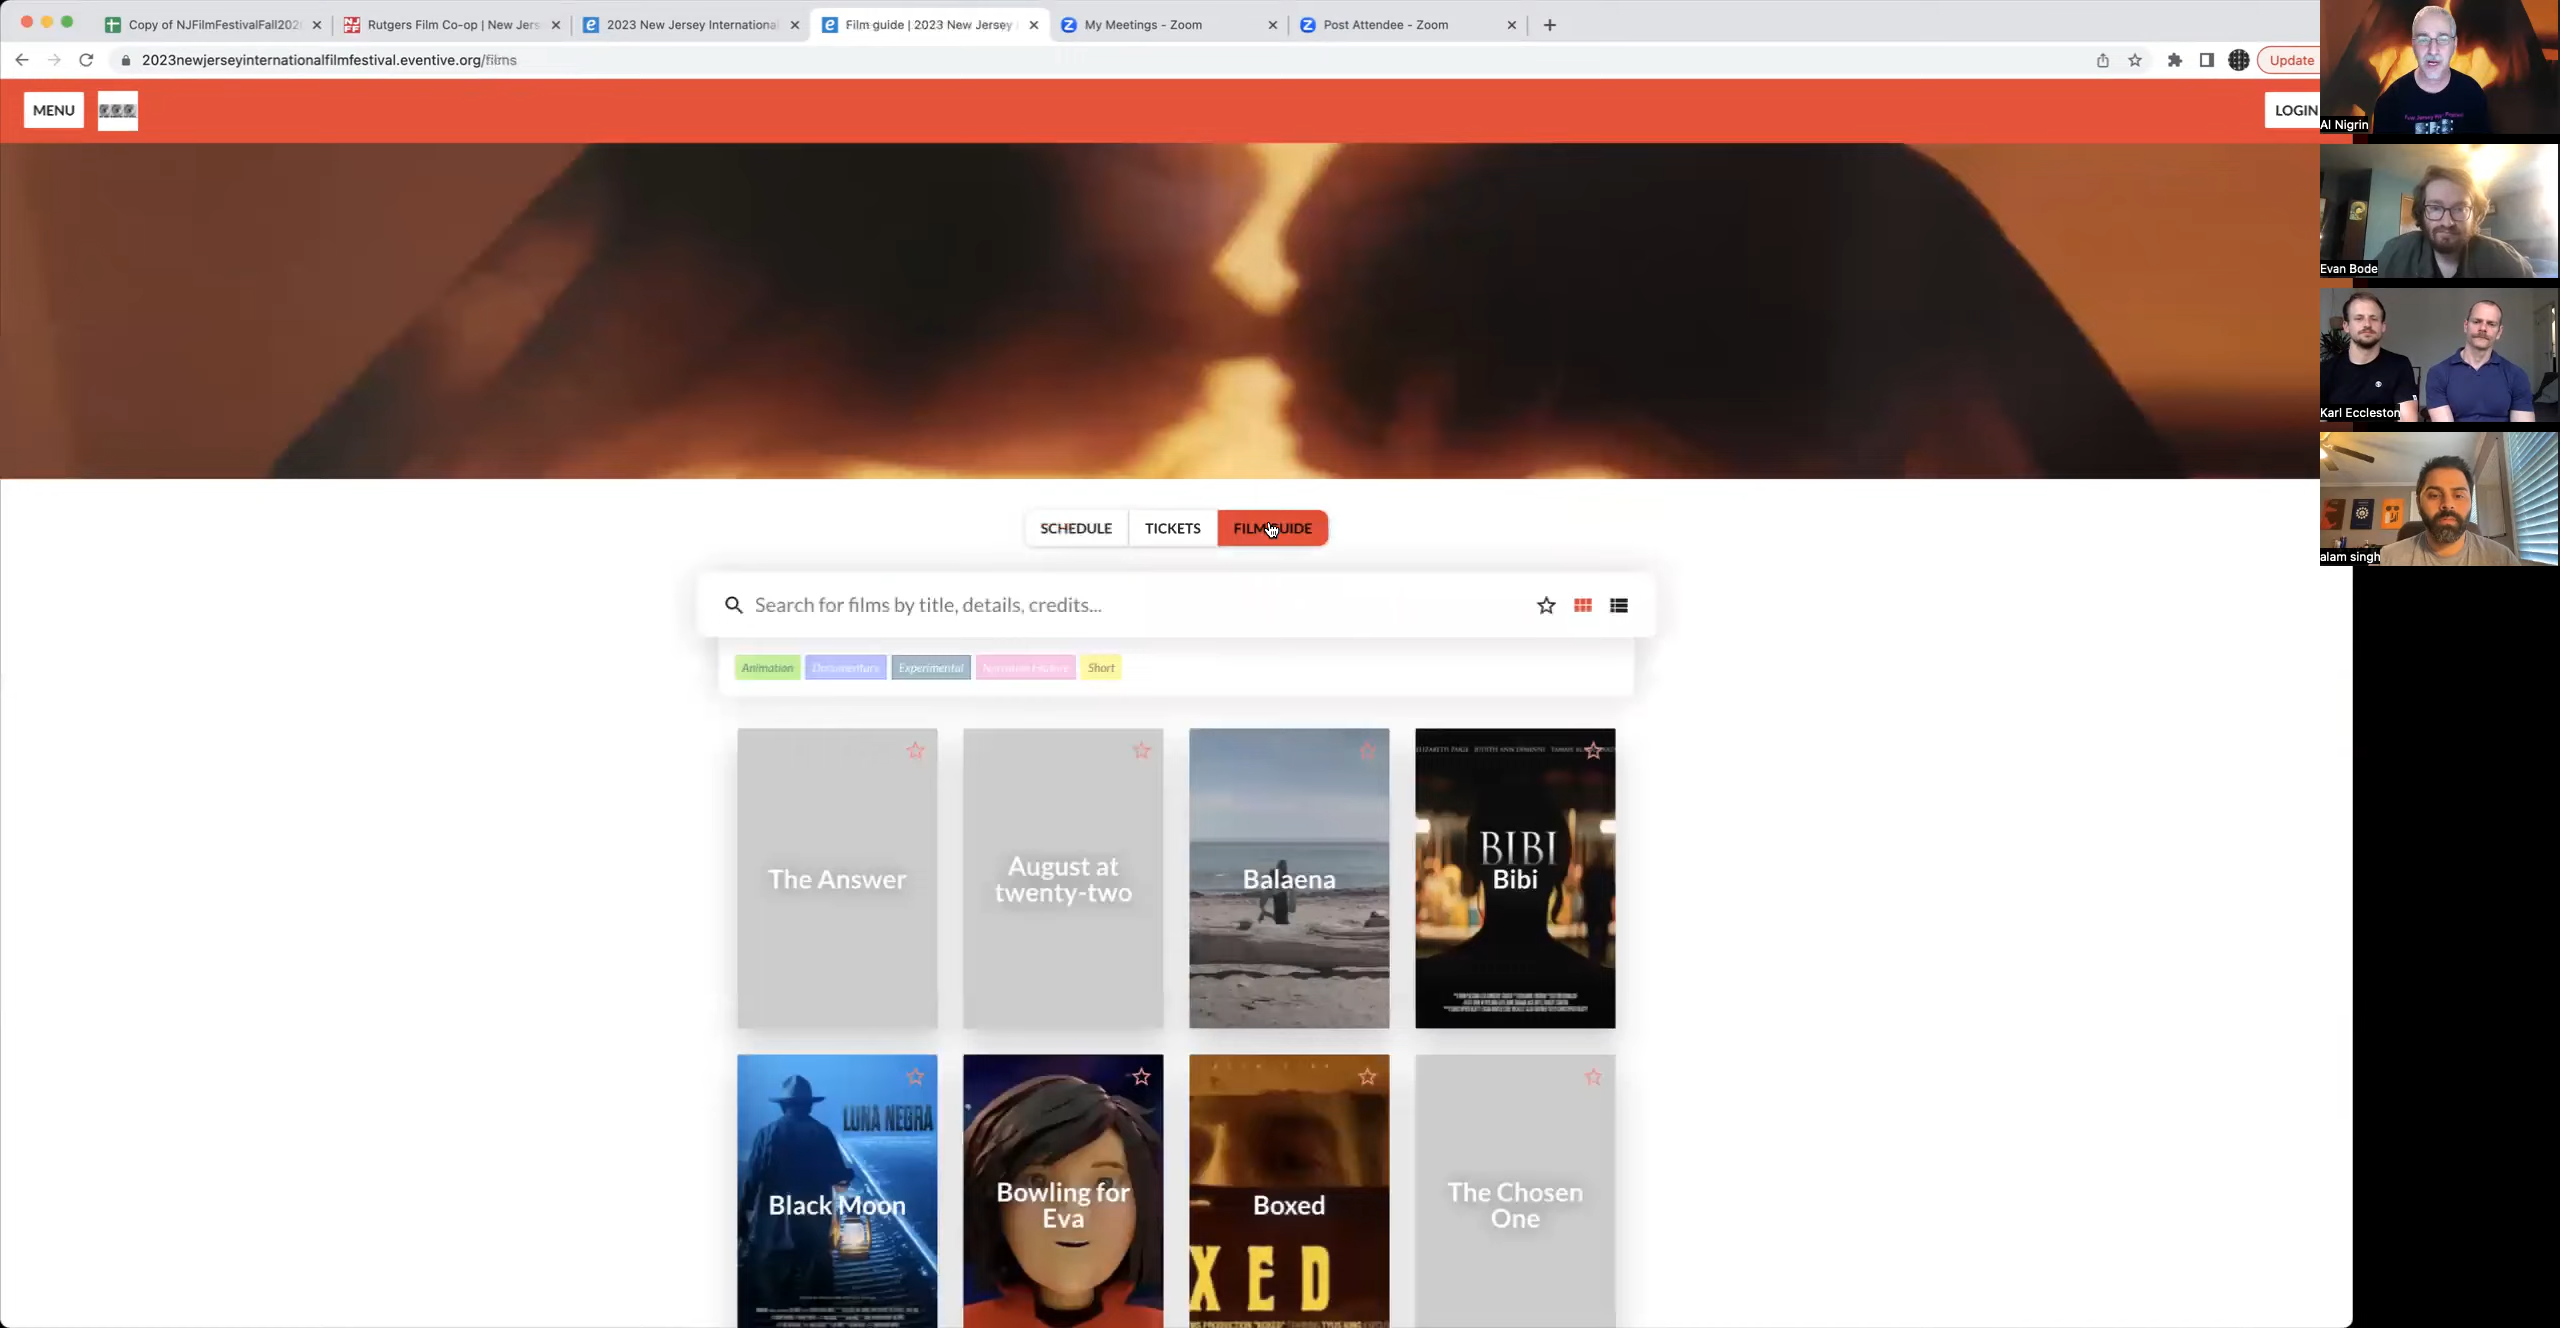 Copy of NJFilmFestivalFall202
Rutgers Film Co-op | New Jers
2023 New Jersey International
Film guide | 2023 New Jersey
My Meetings - Zoom
Post Attendee - Zoom
2023newjerseyinternationalfilmfestival.eventive.org/films
Update
MENU
LOGIN
Al Nigrin
Evan Bode
Karl Eccleston
alam singh
SCHEDULE
TICKETS
FILM GUIDE
Search for films by title, details, credits...
Animation
Documentary
Experimental
Narrative Feature
Short
The Answer
August at
twenty-two
Balaena
BIBI
Bibi
LUNA NEGRA
Black Moon
Bowling for
Eva
Boxed
XED
The Chosen
One